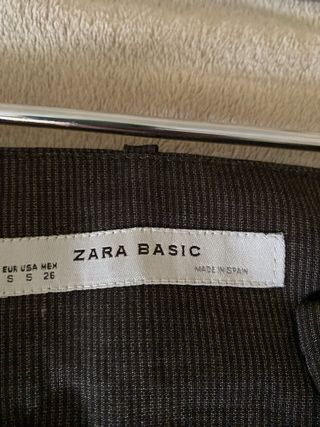 ZARA BASIC
EUR USA MEX
S S 26
MADE IN SPAIN